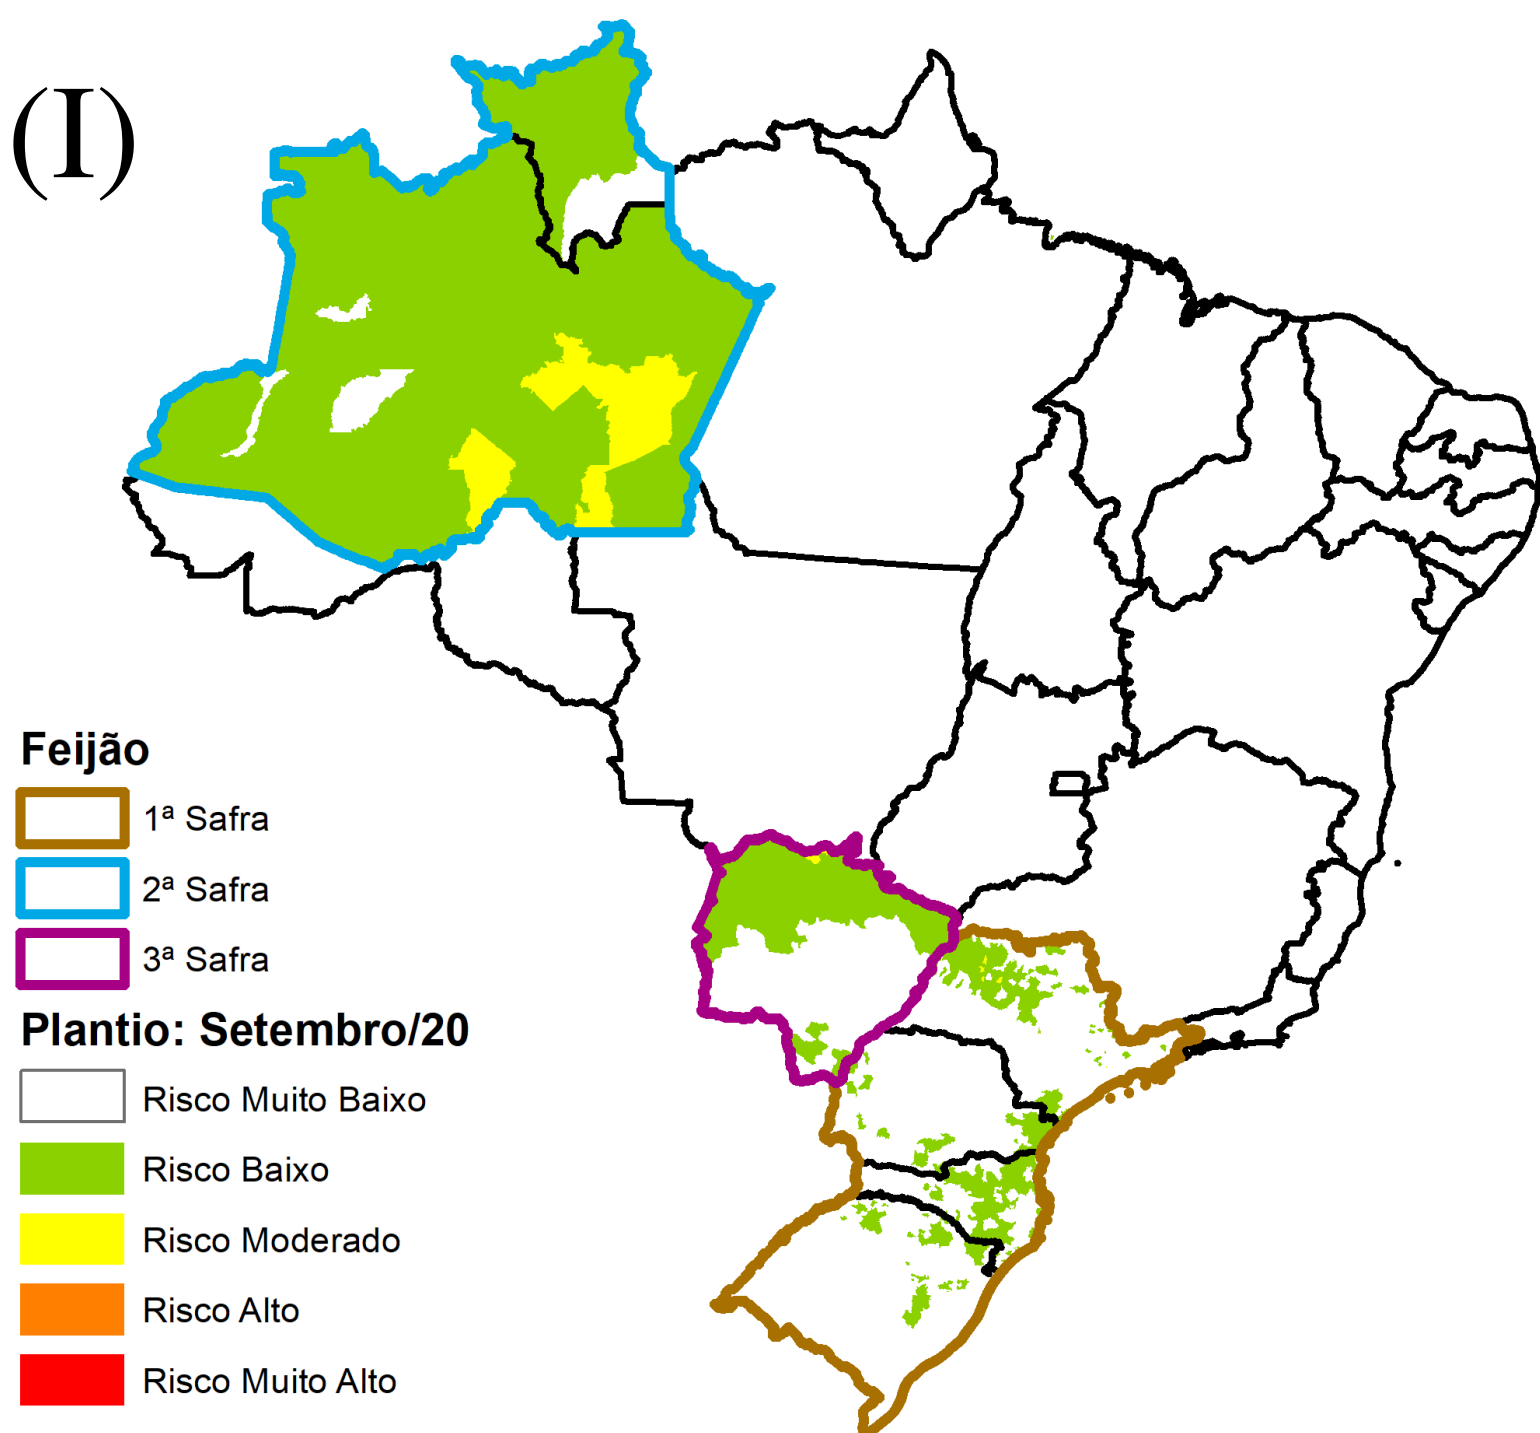 (I)
Feijão
1ª Safra
2ª Safra
3ª Safra
Plantio: Setembro/20
Risco Muito Baixo
Risco Baixo
Risco Moderado
Risco Alto
Risco Muito Alto